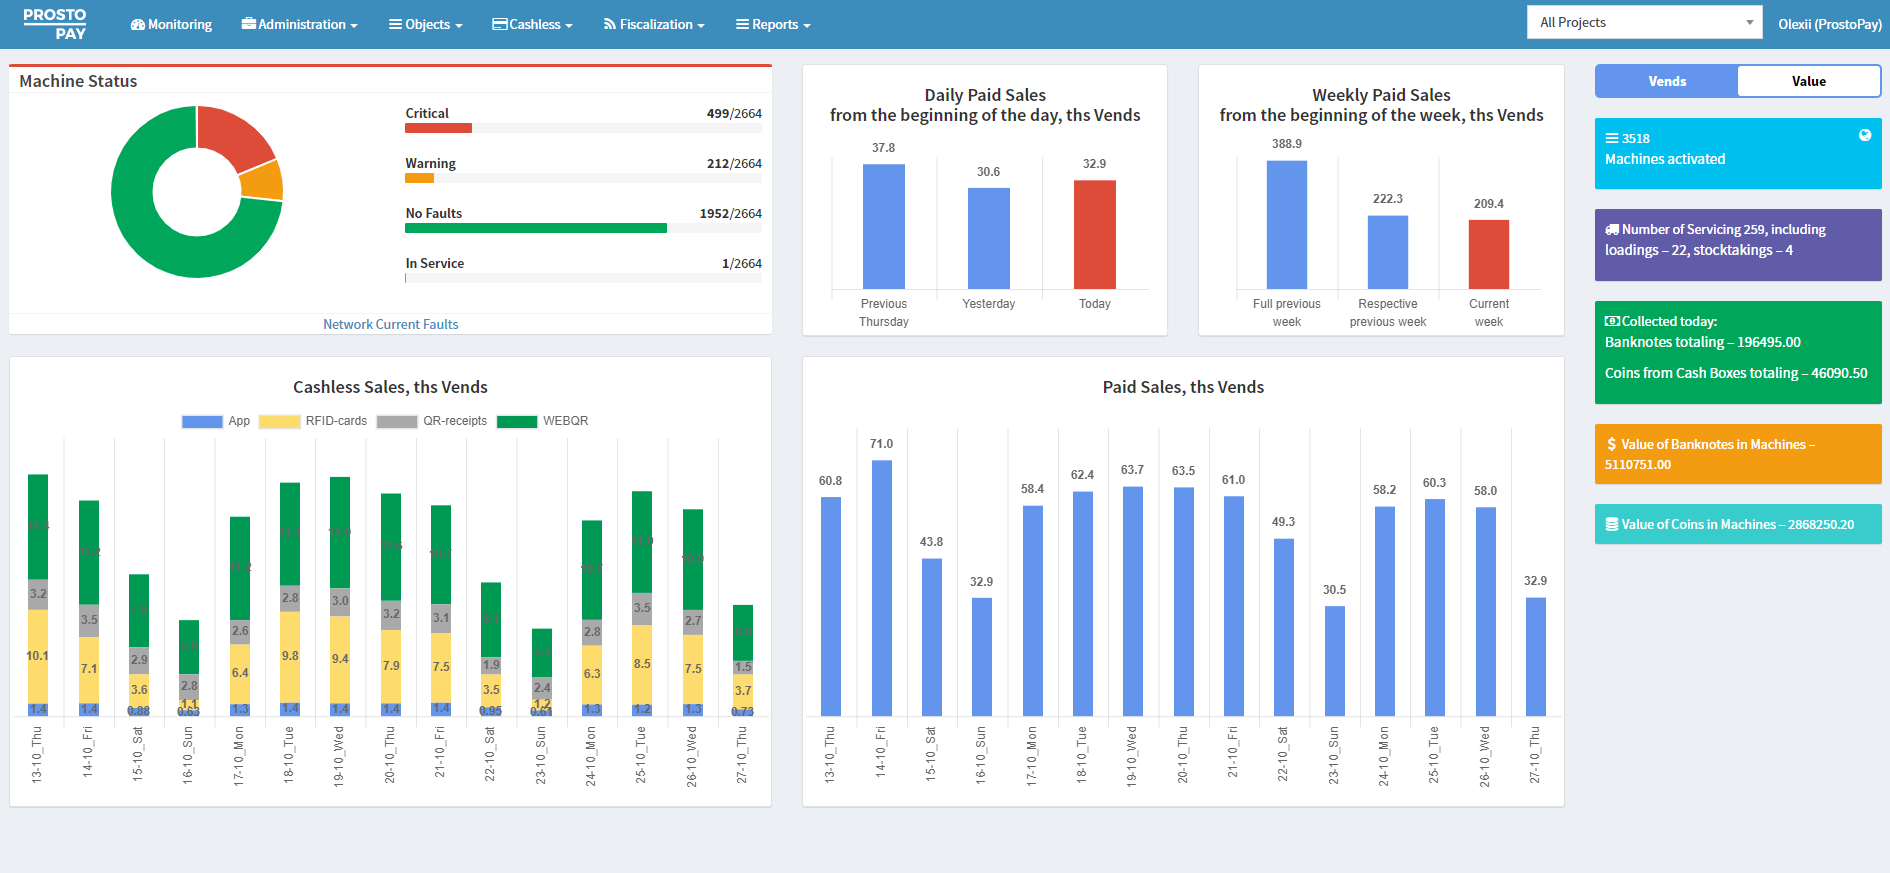 PROSTO
PAY
Monitoring
Administration
Objects
Cashless
Fiscalization
Reports
All Projects
Olexii (ProstoPay)
Machine Status
Critical 499/2664
Warning 212/2664
No Faults 1952/2664
In Service 1/2664
Network Current Faults
Daily Paid Sales
from the beginning of the day, ths Vends
37.8
30.6
32.9
Previous
Thursday
Yesterday
Today
Weekly Paid Sales
from the beginning of the week, ths Vends
388.9
222.3
209.4
Full previous
week
Respective
previous week
Current
week
Vends
Value
3518
Machines activated
Number of Servicing 259, including
loadings – 22, stocktakings – 4
Collected today:
Banknotes totaling – 196495.00
Coins from Cash Boxes totaling – 46090.50
$ Value of Banknotes in Machines –
5110751.00
Value of Coins in Machines – 2868250.20
Cashless Sales, ths Vends
App
RFID-cards
QR-receipts
WEBQR
3.2 3.5 2.9 2.8 2.6 2.8 3.0 3.2 3.1 1.9 2.4 2.8 3.5 2.7 1.5
10.1 7.1 3.6 1.1 6.4 9.8 9.4 7.9 7.5 3.5 1.2 6.3 8.5 7.5 3.7
1.4 1.4 0.88 0.63 1.3 1.4 1.4 1.4 1.4 0.95 0.61 1.3 1.2 1.3 0.73
13-10_Thu
14-10_Fri
15-10_Sat
16-10_Sun
17-10_Mon
18-10_Tue
19-10_Wed
20-10_Thu
21-10_Fri
22-10_Sat
23-10_Sun
24-10_Mon
25-10_Tue
26-10_Wed
27-10_Thu
Paid Sales, ths Vends
60.8
71.0
43.8
32.9
58.4
62.4
63.7
63.5
61.0
49.3
30.5
58.2
60.3
58.0
32.9
13-10_Thu
14-10_Fri
15-10_Sat
16-10_Sun
17-10_Mon
18-10_Tue
19-10_Wed
20-10_Thu
21-10_Fri
22-10_Sat
23-10_Sun
24-10_Mon
25-10_Tue
26-10_Wed
27-10_Thu